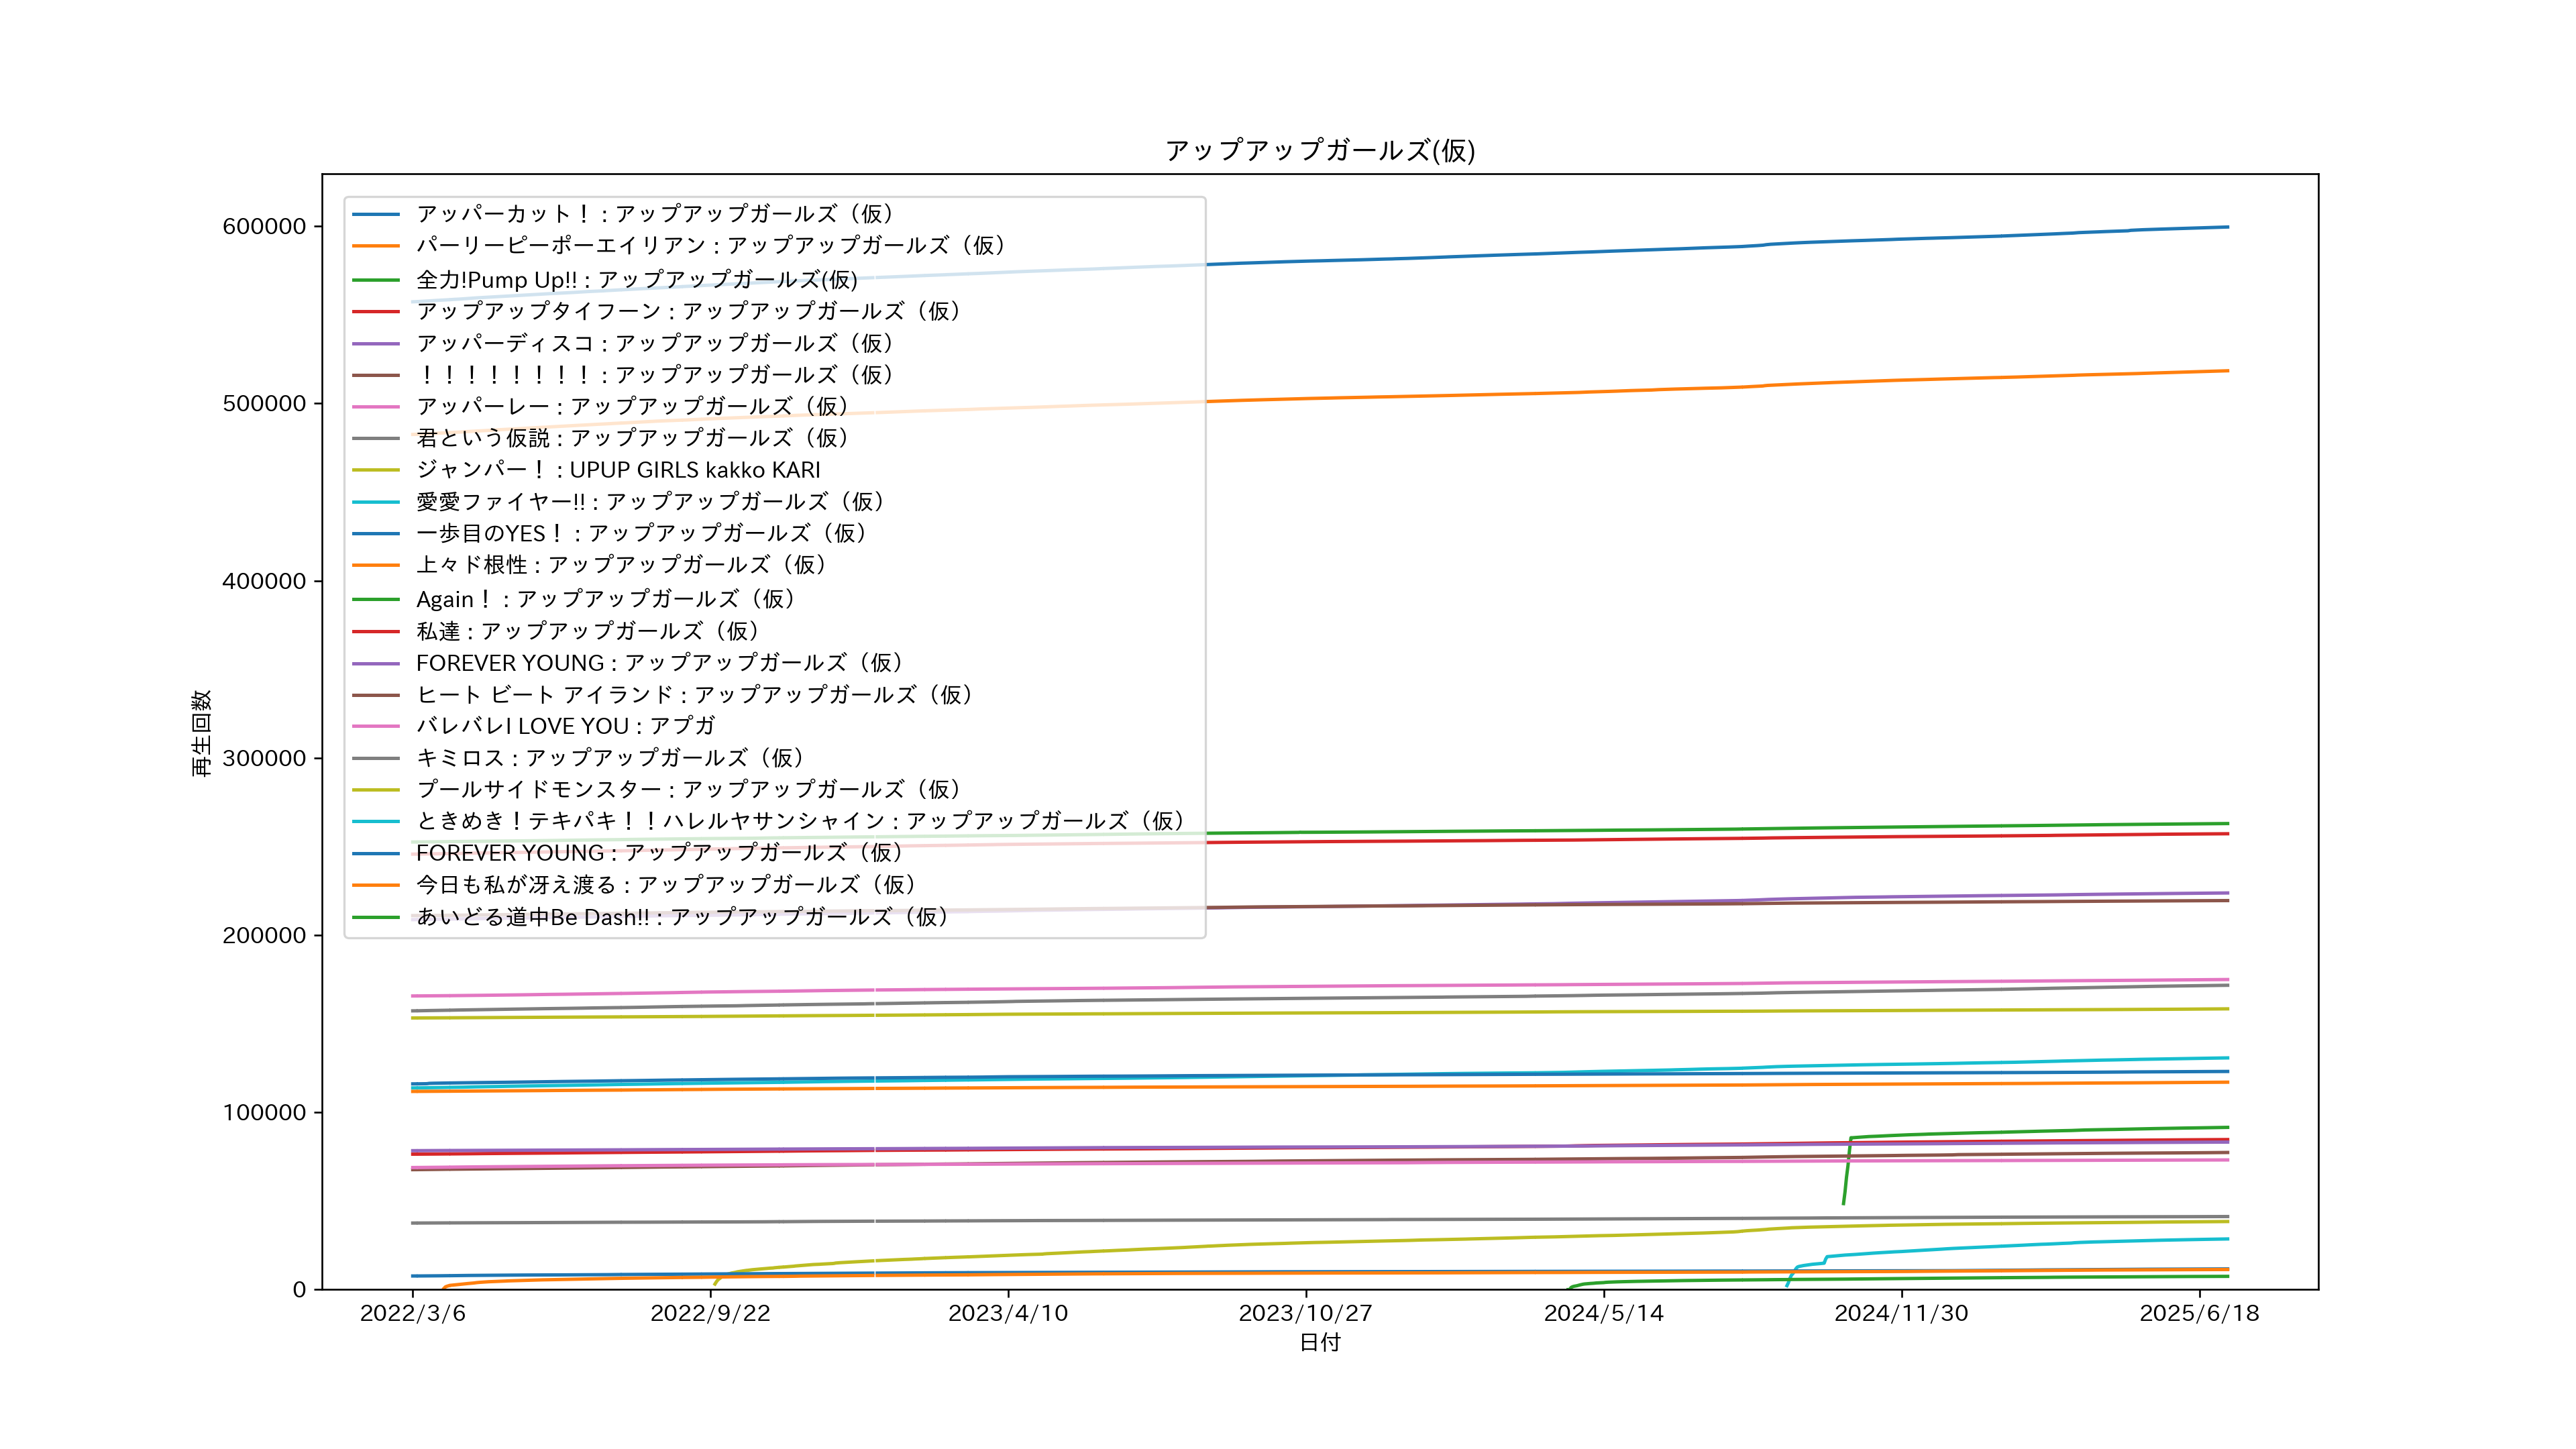 アップアップガールズ(仮)
600000
500000
400000
300000
200000
100000
0
再生回数
アッパーカット！ : アップアップガールズ（仮）
パーリーピーポーエイリアン : アップアップガールズ（仮）
全力!Pump Up!! : アップアップガールズ(仮)
アップアップタイフーン : アップアップガールズ（仮）
アッパーディスコ : アップアップガールズ（仮）
！！！！！！！！ : アップアップガールズ（仮）
アッパーレー : アップアップガールズ（仮）
君という仮説 : アップアップガールズ（仮）
ジャンパー！ : UPUP GIRLS kakko KARI
愛愛ファイヤー!! : アップアップガールズ（仮）
一歩目のYES！ : アップアップガールズ（仮）
上々ド根性 : アップアップガールズ（仮）
Again！ : アップアップガールズ（仮）
私達 : アップアップガールズ（仮）
FOREVER YOUNG : アップアップガールズ（仮）
ヒート ビート アイランド : アップアップガールズ（仮）
バレバレI LOVE YOU : アプガ
キミロス : アップアップガールズ（仮）
プールサイドモンスター : アップアップガールズ（仮）
ときめき！テキパキ！！ハレルヤサンシャイン : アップアップガールズ（仮）
FOREVER YOUNG : アップアップガールズ（仮）
今日も私が冴え渡る : アップアップガールズ（仮）
あいどる道中Be Dash!! : アップアップガールズ（仮）
2022/3/6 2022/9/22 2023/4/10 2023/10/27 2024/5/14 2024/11/30 2025/6/18
日付